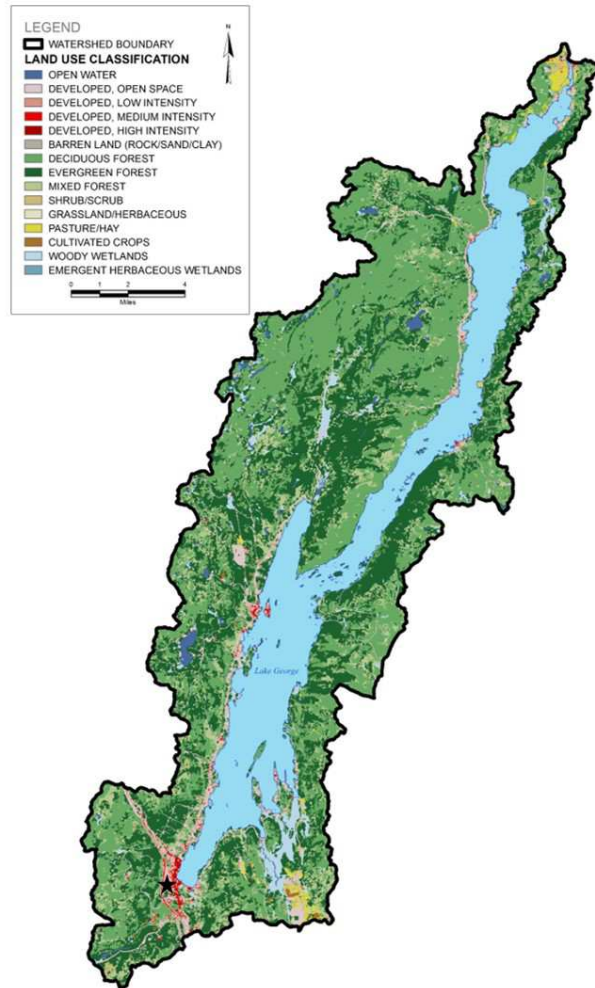 LEGEND
N
WATERSHED BOUNDARY
LAND USE CLASSIFICATION
OPEN WATER
DEVELOPED, OPEN SPACE
DEVELOPED, LOW INTENSITY
DEVELOPED, MEDIUM INTENSITY
DEVELOPED, HIGH INTENSITY
BARREN LAND (ROCK/SAND/CLAY)
DECIDUOUS FOREST
EVERGREEN FOREST
MIXED FOREST
SHRUB/SCRUB
GRASSLAND/HERBACEOUS
PASTURE/HAY
CULTIVATED CROPS
WOODY WETLANDS
EMERGENT HERBACEOUS WETLANDS
2 0 1 2 4
Miles
Lake George